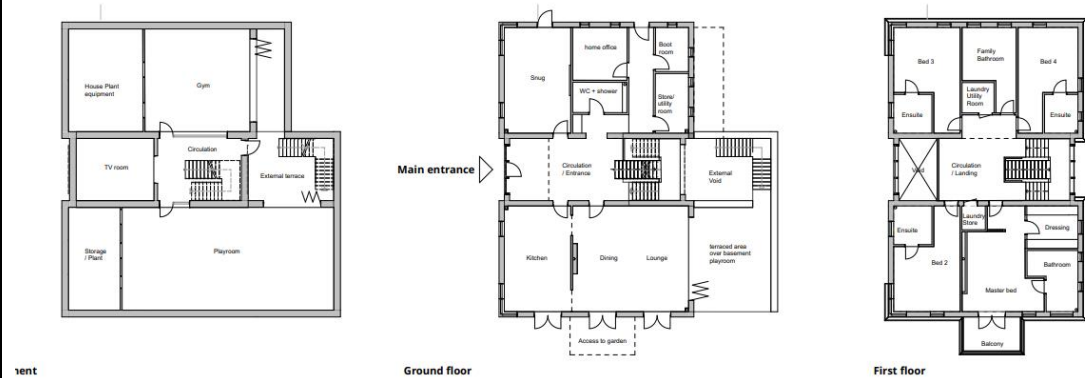 House Plant
equipment
Gym
Circulation
TV room
External terrace
Storage
/ Plant
Playroom
Main entrance
home office
Boot
room
Snug
WC + shower
Store/
utility
room
Circulation
/ Entrance
External
Void
Kitchen
Dining
Lounge
terraced area
over basement
playroom
Access to garden
Bed 3
Family
Bathroom
Bed 4
Laundry
Utility
Room
Ensuite
Ensuite
Void
Circulation
/ Landing
Ensuite
Laundry
Store
Dressing
Bed 2
Bathroom
Master bed
Balcony
nent
Ground floor
First floor